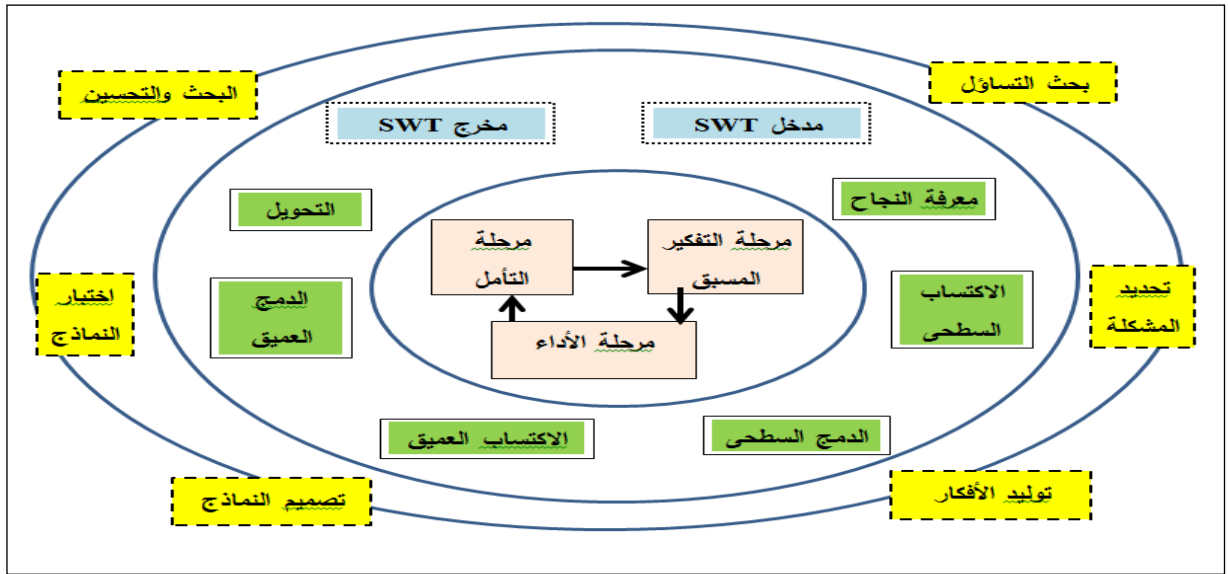 بحث التساؤل
البحث والتحسين
مدخل SWT
مخرج SWT
معرفة النجاح
التحويل
مرحلة التفكير
المسبق
مرحلة
التأمل
مرحلة الأداء
تحديد
المشكلة
الاكتساب
السطحى
الدمج
العميق
اختبار
النماذج
الدمج السطحى
الاكتساب العميق
توليد الأفكار
تصميم النماذج